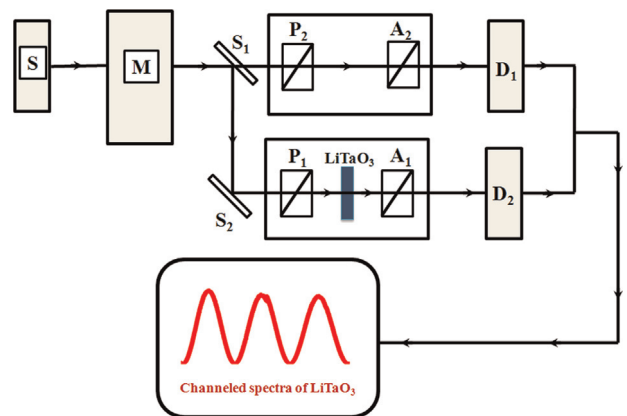 S
M
S₁
P₂
A₂
D₁
S₂
P₁
LiTaO₃
A₁
D₂
Channeled spectra of LiTaO₃